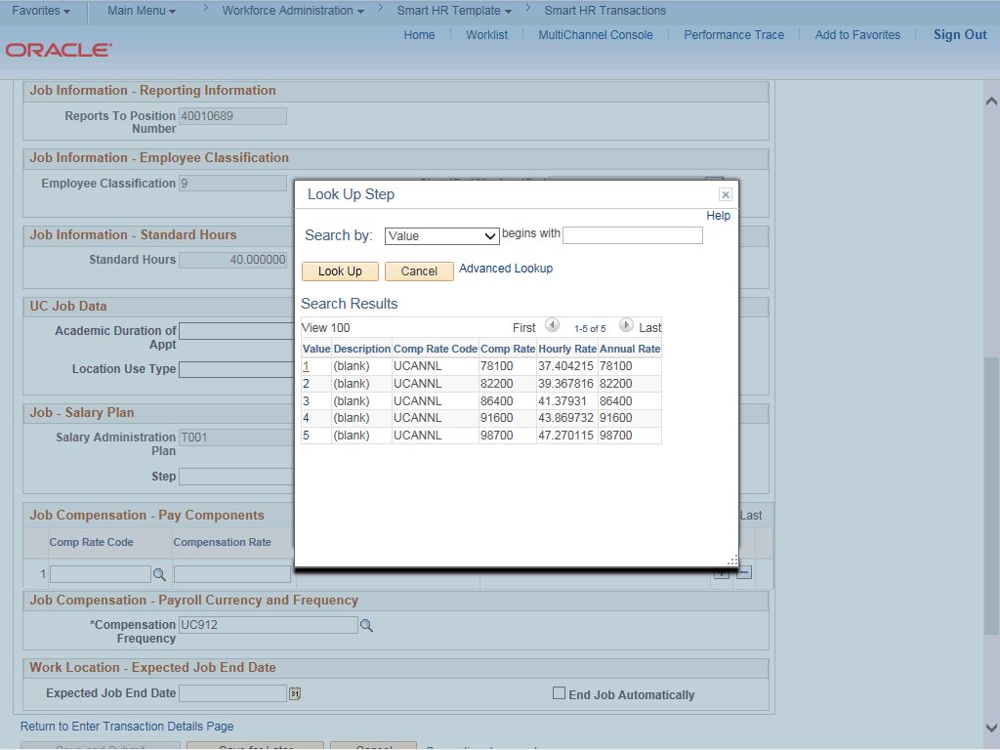 Favorites Main Menu > Workforce Administration > Smart HR Template > Smart HR Transactions
Home Worklist MultiChannel Console Performance Trace Add to Favorites Sign Out
ORACLE
Job Information - Reporting Information
Reports To Position Number 40010689
Job Information - Employee Classification
Employee Classification 9
Job Information - Standard Hours
Standard Hours 40.000000
UC Job Data
Academic Duration of Appt
Location Use Type
Job - Salary Plan
Salary Administration Plan T001
Step
Look Up Step
Help
Search by: Value begins with
Look Up Cancel Advanced Lookup
Search Results
View 100 First 1-5 of 5 Last
Value Description Comp Rate Code Comp Rate Hourly Rate Annual Rate
1 (blank) UCANNL 78100 37.404215 78100
2 (blank) UCANNL 82200 39.367816 82200
3 (blank) UCANNL 86400 41.37931 86400
4 (blank) UCANNL 91600 43.869732 91600
5 (blank) UCANNL 98700 47.270115 98700
Job Compensation - Pay Components Last
Comp Rate Code Compensation Rate
1
Job Compensation - Payroll Currency and Frequency
*Compensation Frequency UC912
Work Location - Expected Job End Date
Expected Job End Date 31 End Job Automatically
Return to Enter Transaction Details Page
Save and Submit Save for Later Cancel